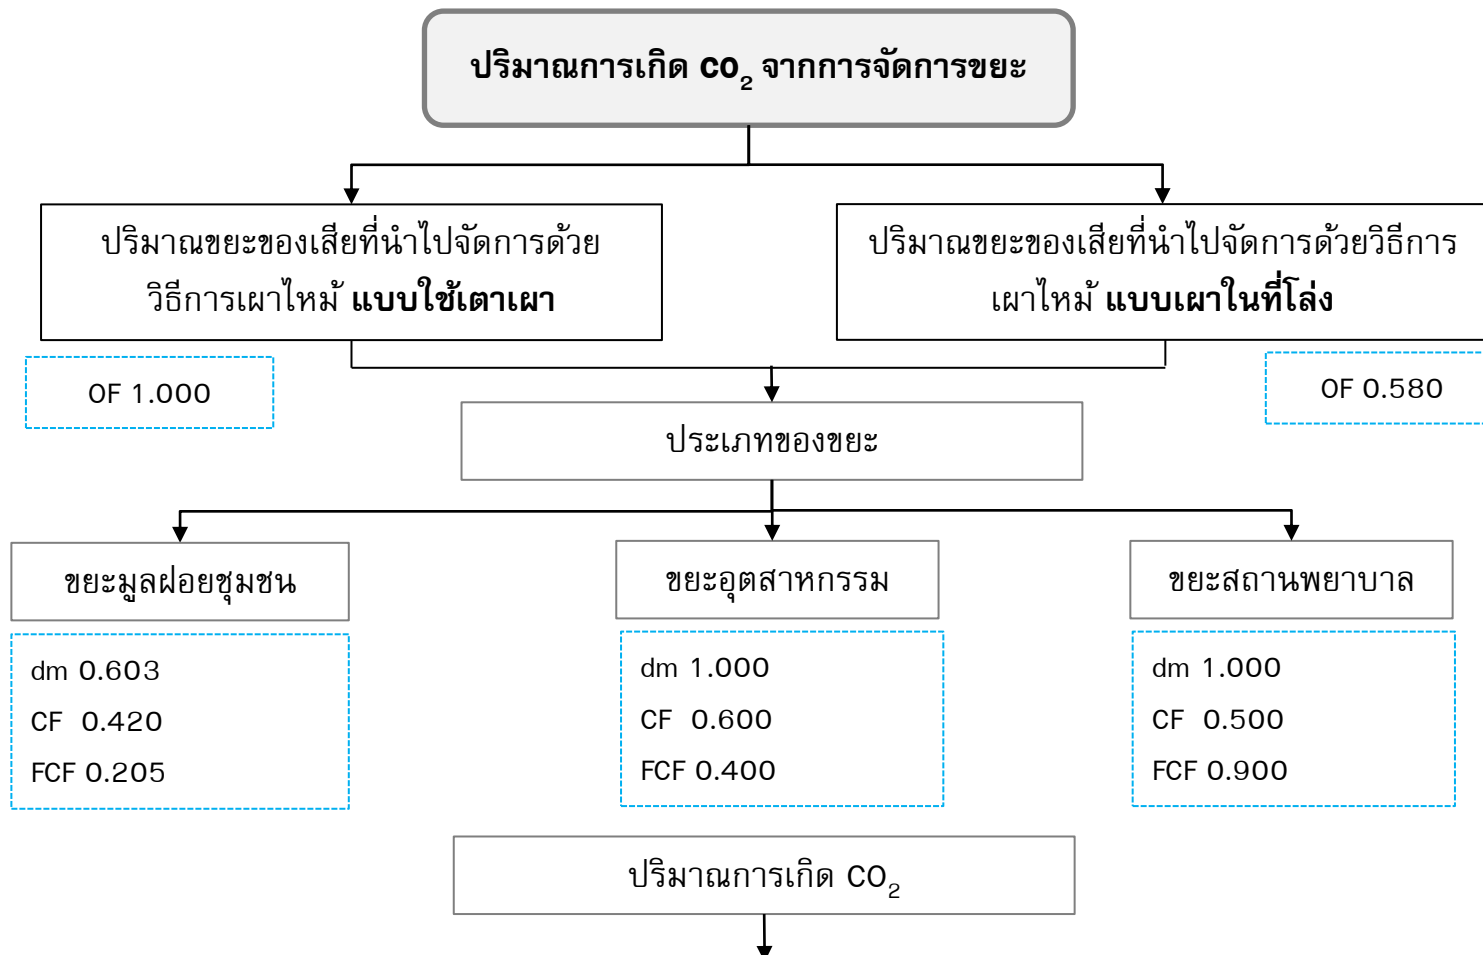 ปริมาณการเกิด CO₂ จากการจัดการขยะ
ปริมาณขยะของเสียที่นำไปจัดการด้วย
วิธีการเผาไหม้ แบบใช้เตาเผา
ปริมาณขยะของเสียที่นำไปจัดการด้วยวิธีการ
เผาไหม้ แบบเผาในที่โล่ง
OF 1.000
OF 0.580
ประเภทของขยะ
ขยะมูลฝอยชุมชน
ขยะอุตสาหกรรม
ขยะสถานพยาบาล
dm 0.603
CF 0.420
FCF 0.205
dm 1.000
CF 0.600
FCF 0.400
dm 1.000
CF 0.500
FCF 0.900
ปริมาณการเกิด CO₂